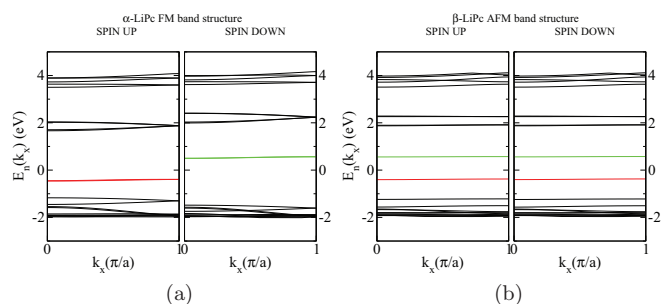 α-LiPc FM band structure
SPIN UP SPIN DOWN
β-LiPc AFM band structure
SPIN UP SPIN DOWN
E_n(k_x) (eV)
4
2
0
-2
4
2
0
-2
0 1 0 1
k_x(π/a) k_x(π/a)
(a)
E_n(k_x) (eV)
4
2
0
-2
4
2
0
-2
0 1 0 1
k_x(π/a) k_x(π/a)
(b)